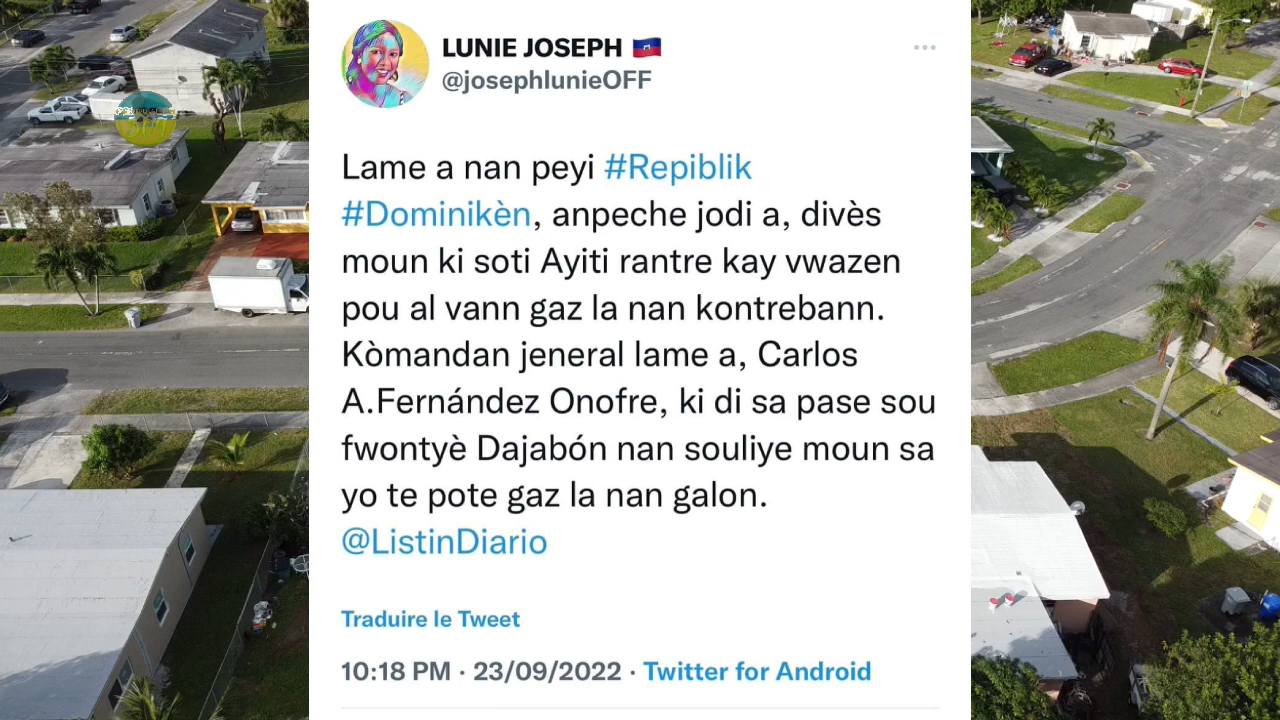 LUNIE JOSEPH 🇭🇹
@josephlunieOFF
Lame a nan peyi #Repiblik
#Dominikèn, anpeche jodi a, divès
moun ki soti Ayiti rantre kay vwazen
pou al vann gaz la nan kontrebann.
Kòmandan jeneral lame a, Carlos
A.Fernández Onofre, ki di sa pase sou
fwontyè Dajabón nan souliye moun sa
yo te pote gaz la nan galon.
@ListinDiario
Traduire le Tweet
10:18 PM · 23/09/2022 · Twitter for Android